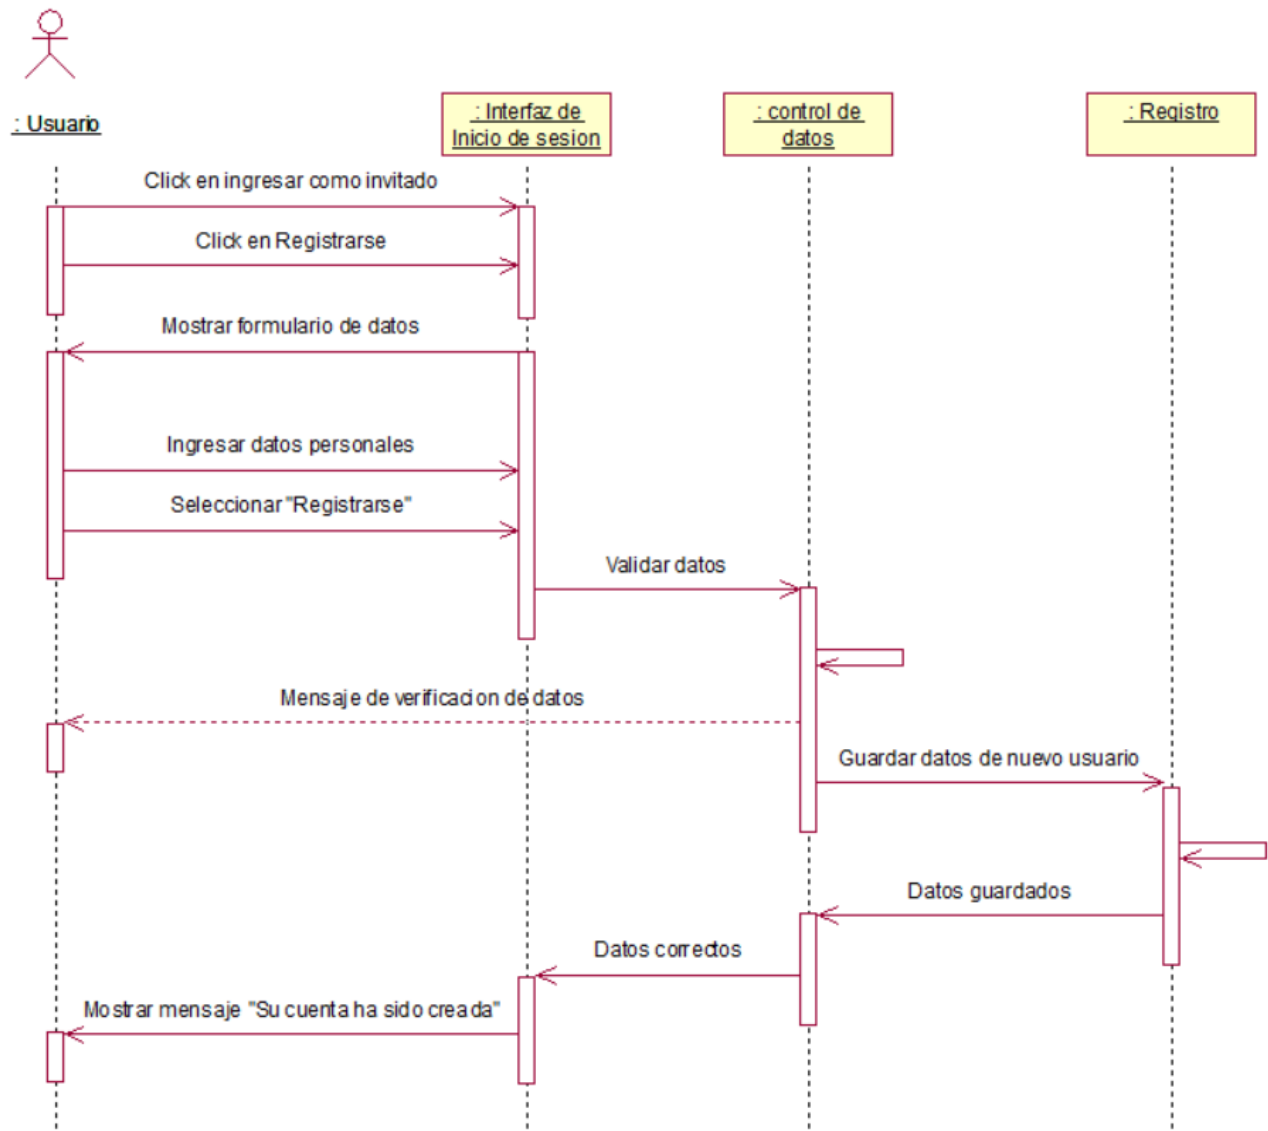 : Usuario
: Interfaz de
Inicio de sesion
: control de
datos
: Registro
Click en ingresar como invitado
Click en Registrarse
Mostrar formulario de datos
Ingresar datos personales
Seleccionar "Registrarse"
Validar datos
Mensaje de verificacion de datos
Guardar datos de nuevo usuario
Datos guardados
Datos correctos
Mostrar mensaje "Su cuenta ha sido creada"